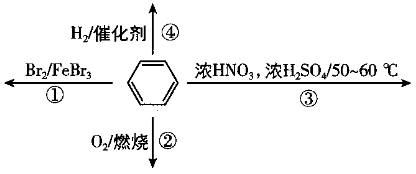 H₂/催化剂 ④
Br₂/FeBr₃ ①
浓HNO₃, 浓H₂SO₄/50~60 ℃ ③
O₂/燃烧 ②